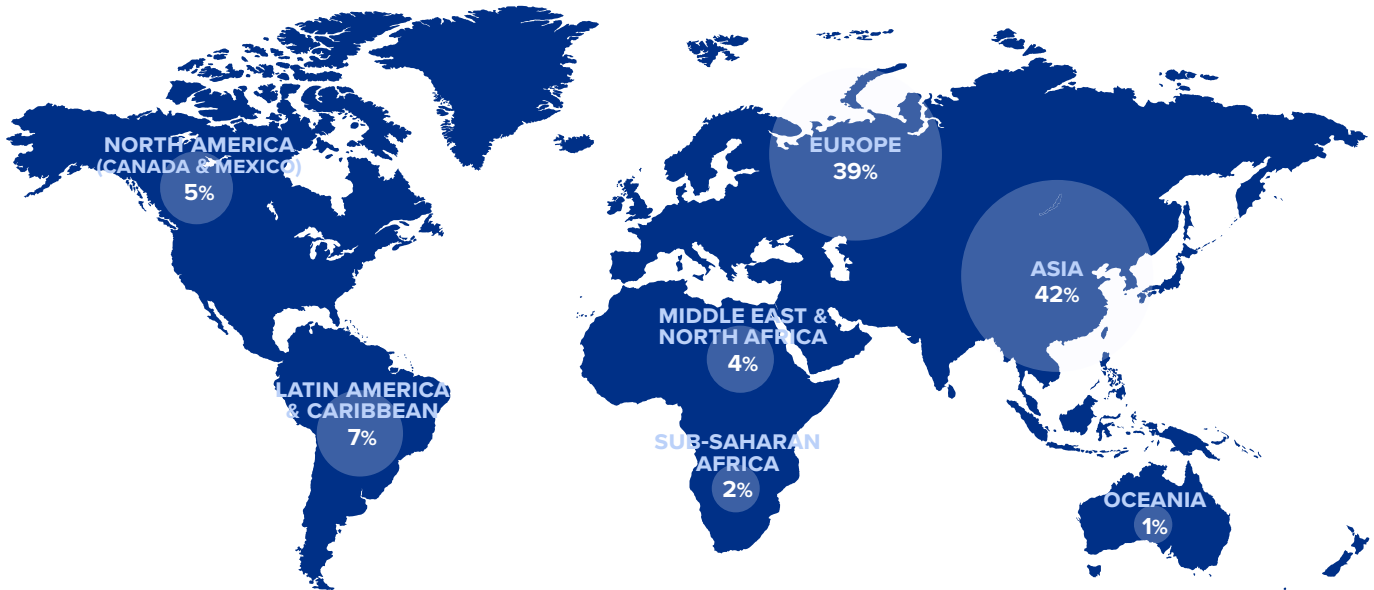 NORTH AMERICA
(CANADA & MEXICO)
5%
EUROPE
39%
ASIA
42%
MIDDLE EAST &
NORTH AFRICA
4%
LATIN AMERICA
& CARIBBEAN
7%
SUB-SAHARAN
AFRICA
2%
OCEANIA
1%